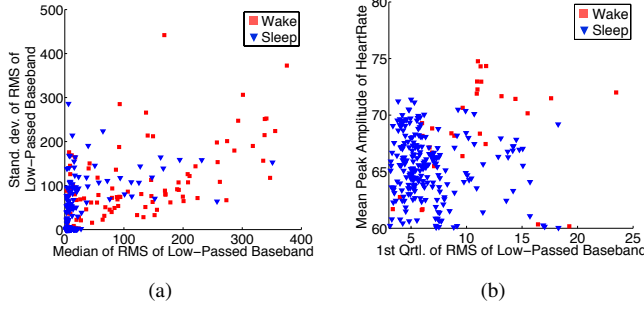 500
400
300
200
100
0
0
100
200
300
400
Stand. dev. of RMS of
Low-Passed Baseband
Median of RMS of Low-Passed Baseband
Wake
Sleep
(a)
80
75
70
65
60
5
10
15
20
25
Mean Peak Amplitude of HeartRate
1st Qrtl. of RMS of Low-Passed Baseband
Wake
Sleep
(b)